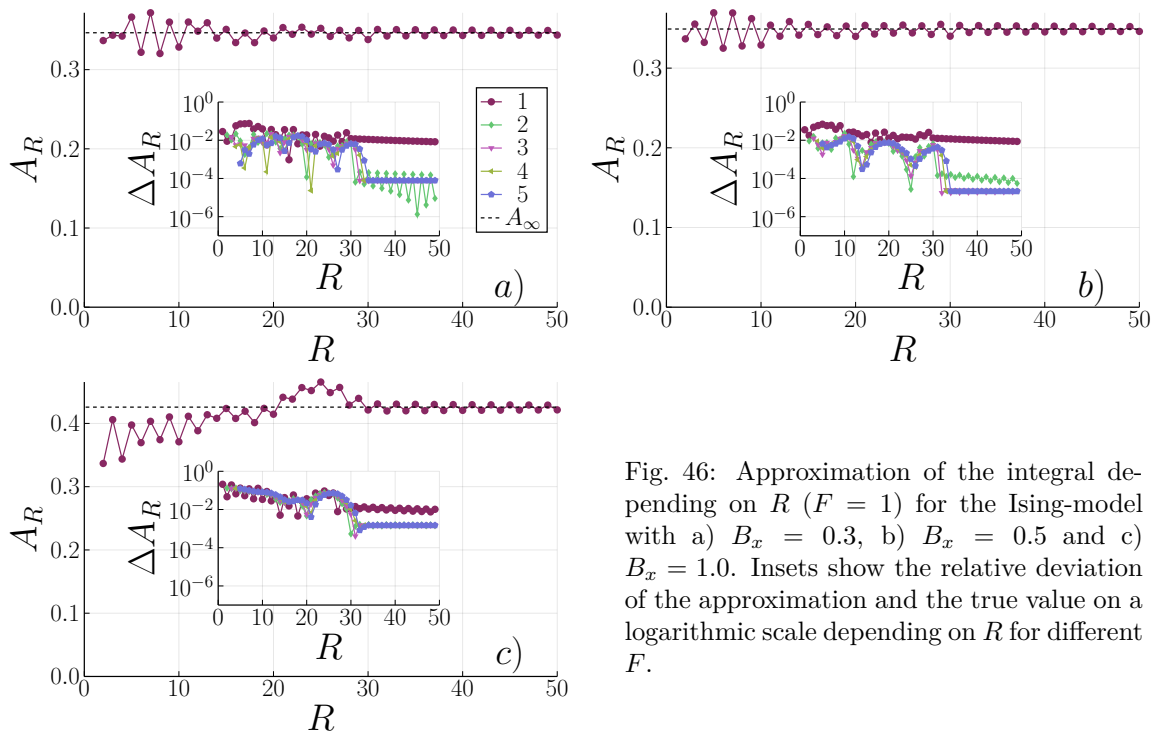 0.3
0.2
0.1
0.0
0 10 20 30 40 50
A_R
R
a)
10^0
10^{-2}
10^{-4}
10^{-6}
0 10 20 30 40 50
ΔA_R
R
1
2
3
4
5
A_∞
0.3
0.2
0.1
0.0
0 10 20 30 40 50
A_R
R
b)
10^0
10^{-2}
10^{-4}
10^{-6}
0 10 20 30 40 50
ΔA_R
R
0.4
0.3
0.2
0.1
0.0
0 10 20 30 40 50
A_R
R
c)
10^0
10^{-2}
10^{-4}
10^{-6}
0 10 20 30 40 50
ΔA_R
R
Fig. 46: Approximation of the integral de-
pending on R (F = 1) for the Ising-model
with a) B_x = 0.3, b) B_x = 0.5 and c)
B_x = 1.0. Insets show the relative deviation
of the approximation and the true value on a
logarithmic scale depending on R for different
F.